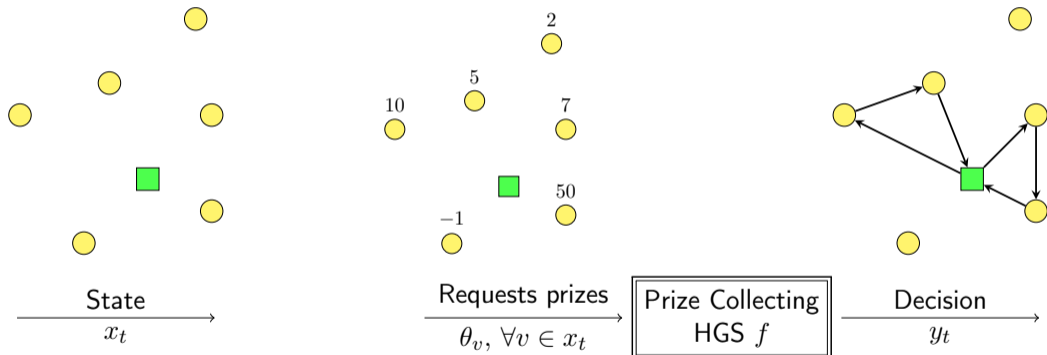 2
5
10
7
50
−1
State
x_t
Requests prizes
θ_v, ∀v ∈ x_t
Prize Collecting
HGS f
Decision
y_t